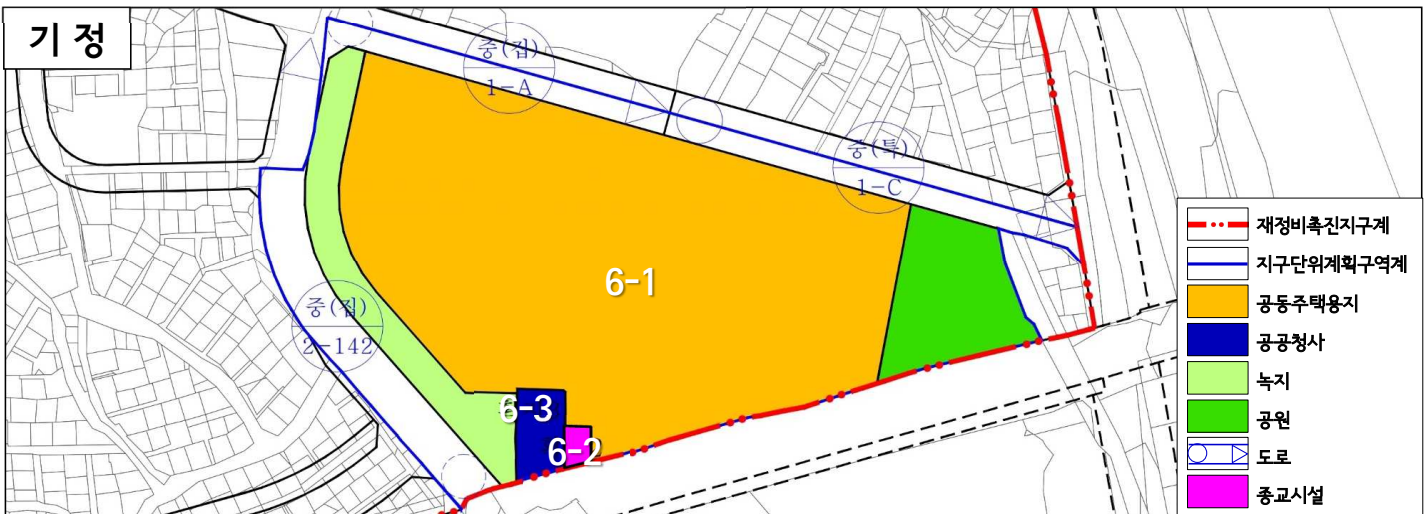 기 정
중(집)
1-A
중(특)
1-C
6-1
중(집)
2-142
6-3
6-2
재정비촉진지구계
지구단위계획구역계
공동주택용지
공공청사
녹지
공원
도로
종교시설